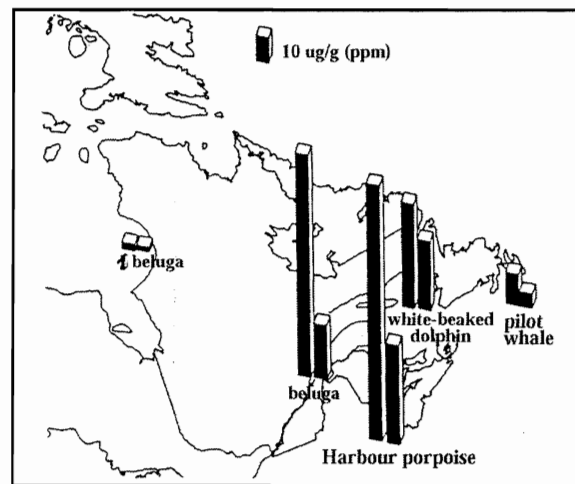 10 ug/g (ppm)
beluga
white-beaked
dolphin
pilot
whale
beluga
Harbour porpoise